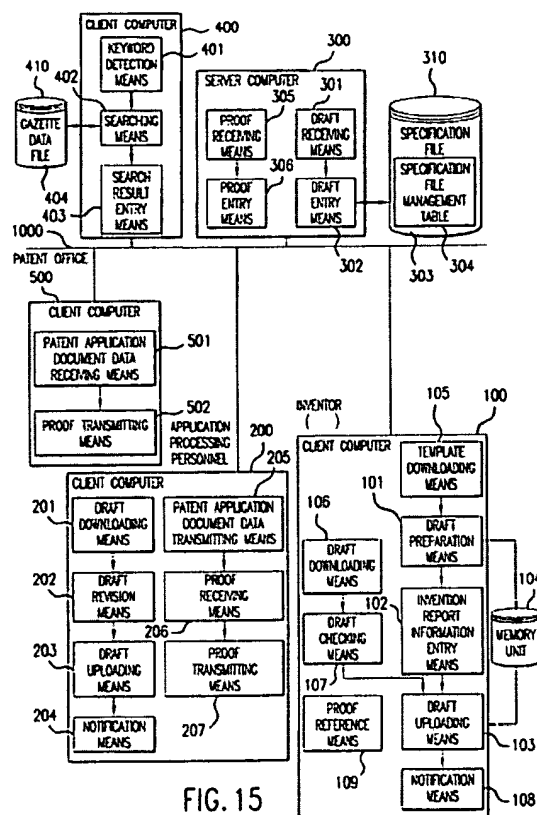 CLIENT COMPUTER
400
KEYWORD
DETECTION
MEANS
401
402
410
GAZETTE DATA
FILE
404
SEARCHING
MEANS
SEARCH
RESULT
ENTRY
MEANS
403
300
SERVER COMPUTER
305
301
PROOF
RECEIVING
MEANS
DRAFT
RECEIVING
MEANS
306
PROOF
ENTRY
MEANS
DRAFT
ENTRY
MEANS
302
310
SPECIFICATION
FILE
SPECIFICATION
FILE
MANAGEMENT
TABLE
303
304
1000
PATENT OFFICE
500
CLIENT COMPUTER
501
PATENT APPLICATION
DOCUMENT DATA
RECEIVING MEANS
502
PROOF TRANSMITTING
MEANS
APPLICATION
PROCESSING
PERSONNEL
200
205
CLIENT COMPUTER
201
DRAFT
DOWNLOADING
MEANS
PATENT APPLICATION
DOCUMENT DATA
TRANSMITTING MEANS
202
DRAFT
REVISION
MEANS
PROOF
RECEIVING
MEANS
206
203
DRAFT
UPLOADING
MEANS
PROOF
TRANSMITTING
MEANS
207
204
NOTIFICATION
MEANS
INVENTOR
( )
100
105
CLIENT COMPUTER
TEMPLATE
DOWNLOADING
MEANS
101
106
DRAFT
PREPARATION
MEANS
DRAFT
DOWNLOADING
MEANS
102
INVENTION
REPORT
INFORMATION
ENTRY
MEANS
104
MEMORY
UNIT
DRAFT
CHECKING
MEANS
107
PROOF
REFERENCE
MEANS
109
DRAFT
UPLOADING
MEANS
103
NOTIFICATION
MEANS
108
FIG. 15